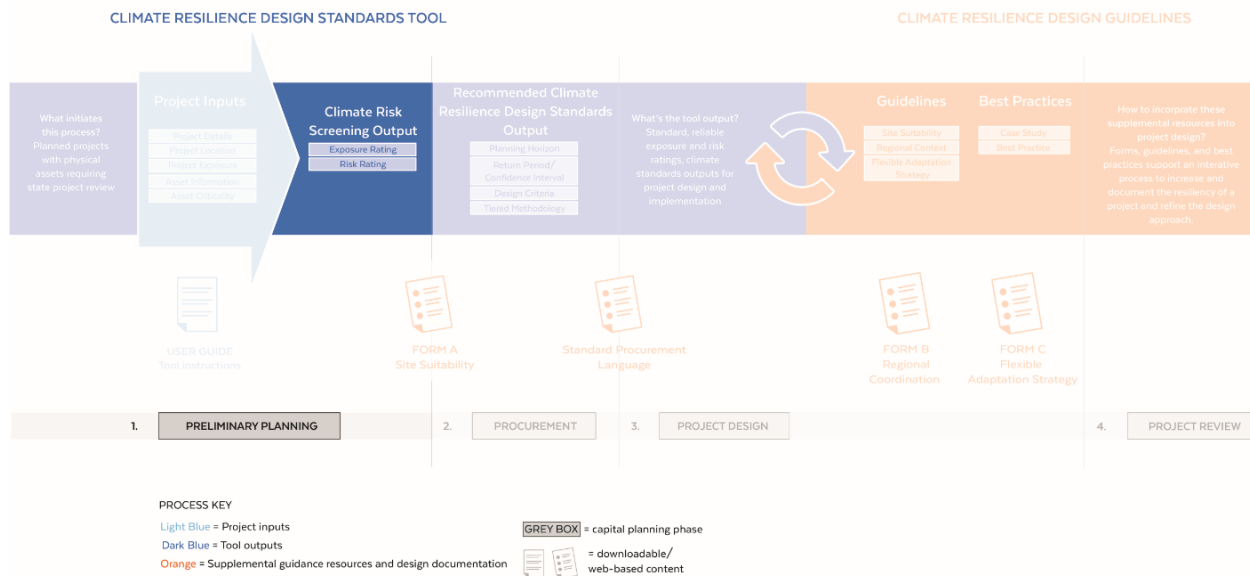 CLIMATE RESILIENCE DESIGN STANDARDS TOOL
CLIMATE RESILIENCE DESIGN GUIDELINES
What initiates
this process?
Planned projects
with physical
assets requiring
state project review
Project Inputs
Project Details
Project Location
Project Exposure
Asset Information
Asset Criticality
Climate Risk
Screening Output
Exposure Rating
Risk Rating
Recommended Climate
Resilience Design Standards
Output
Planning Horizon
Return Period/
Confidence Interval
Design Criteria
Tiered Methodology
What's the tool output?
Standard, reliable
exposure and risk
ratings, climate
standards outputs for
project design and
implementation
Guidelines
Site Suitability
Regional Context
Flexible Adaptation
Strategy
Best Practices
Case Study
Best Practice
How to incorporate these
supplemental resources into
project design?
Forms, guidelines, and best
practices support an interative
process to increase and
document the resiliency of a
project and refine the design
approach.
USER GUIDE
Tool Instructions
FORM A
Site Suitability
Standard Procurement
Language
FORM B
Regional
Coordination
FORM C
Flexible
Adaptation Strategy
1. PRELIMINARY PLANNING
2. PROCUREMENT
3. PROJECT DESIGN
4. PROJECT REVIEW
PROCESS KEY
Light Blue = Project inputs
Dark Blue = Tool outputs
Orange = Supplemental guidance resources and design documentation
GREY BOX = capital planning phase
= downloadable/
web-based content